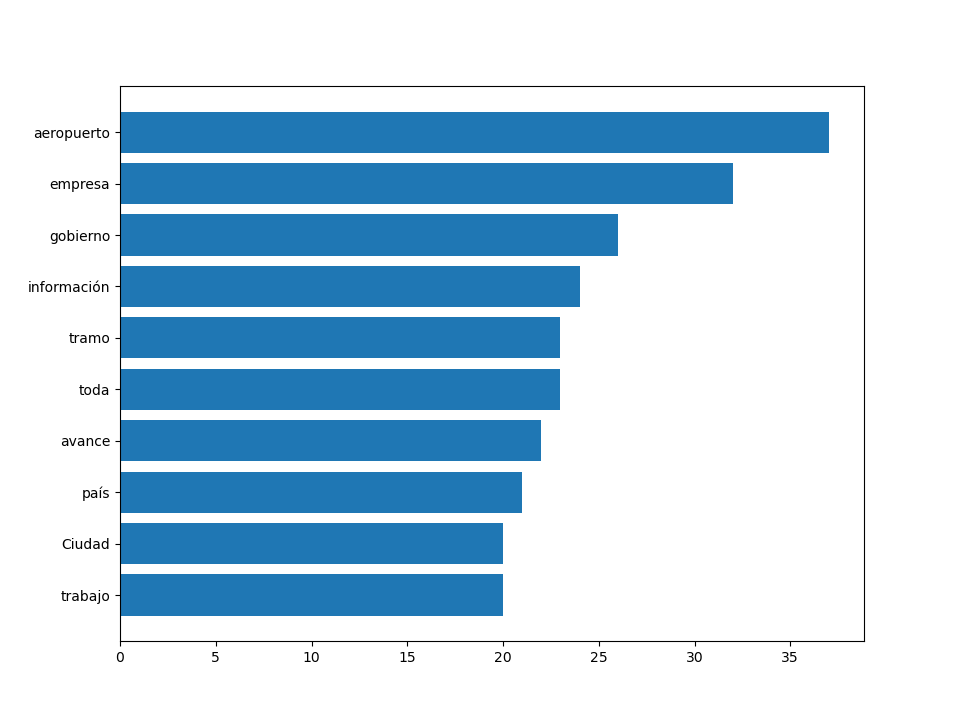 aeropuerto
empresa
gobierno
información
tramo
toda
avance
país
Ciudad
trabajo
0 5 10 15 20 25 30 35